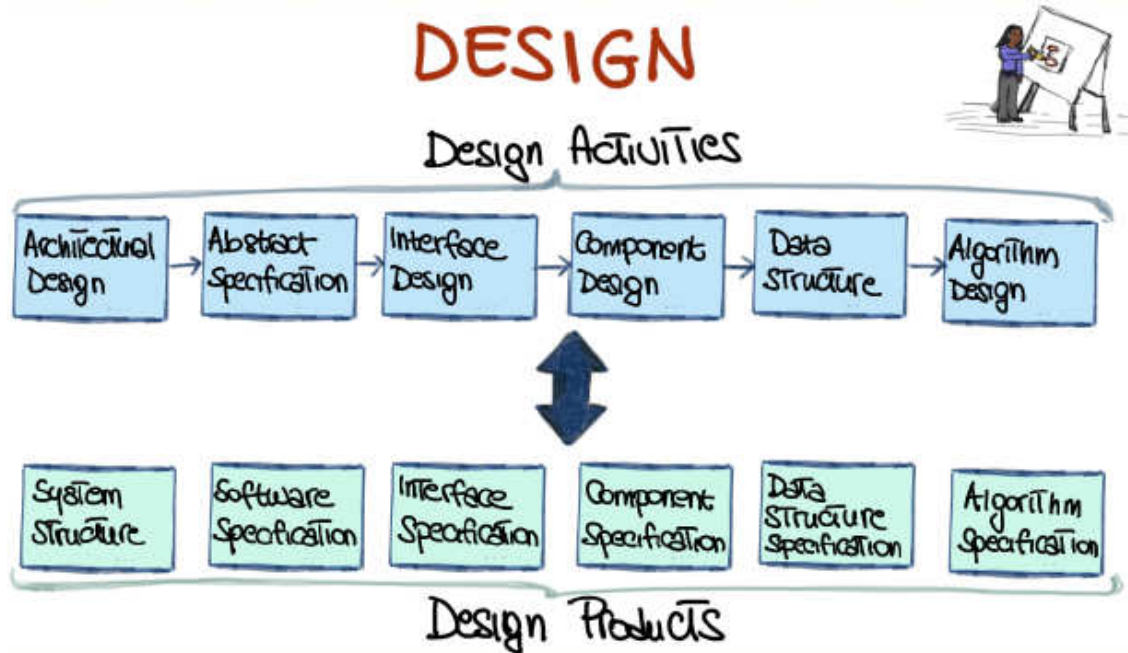 DESIGN
Design Activities
Architectural
Design
Abstract
Specification
Interface
Design
Component
Design
Data
Structure
Algorithm
Design
System
Structure
Software
Specification
Interface
Specification
Component
Specification
Data
Structure
Specification
Algorithm
Specification
Design Products